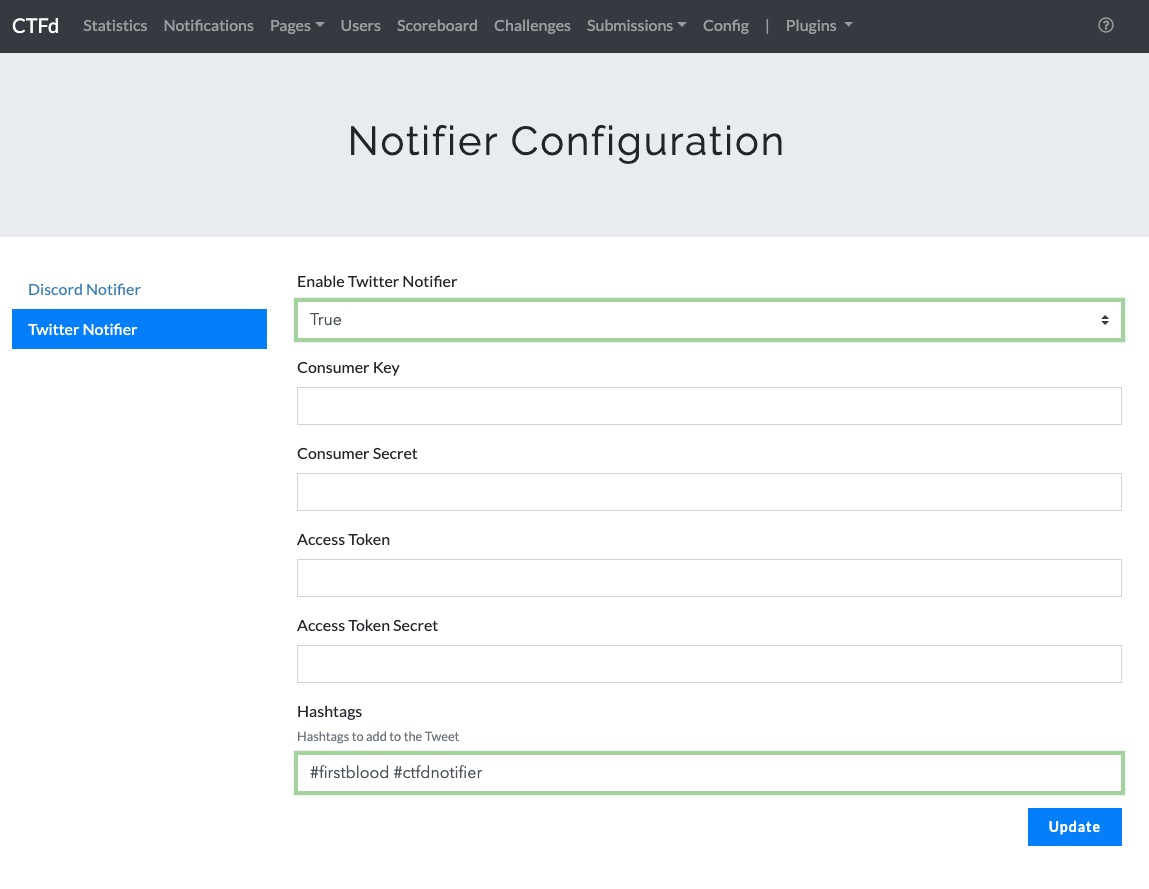 CTFd Statistics Notifications Pages Users Scoreboard Challenges Submissions Config | Plugins
Notifier Configuration
Discord Notifier
Twitter Notifier
Enable Twitter Notifier
True
Consumer Key
Consumer Secret
Access Token
Access Token Secret
Hashtags
Hashtags to add to the Tweet
#firstblood #ctfdnotifier
Update